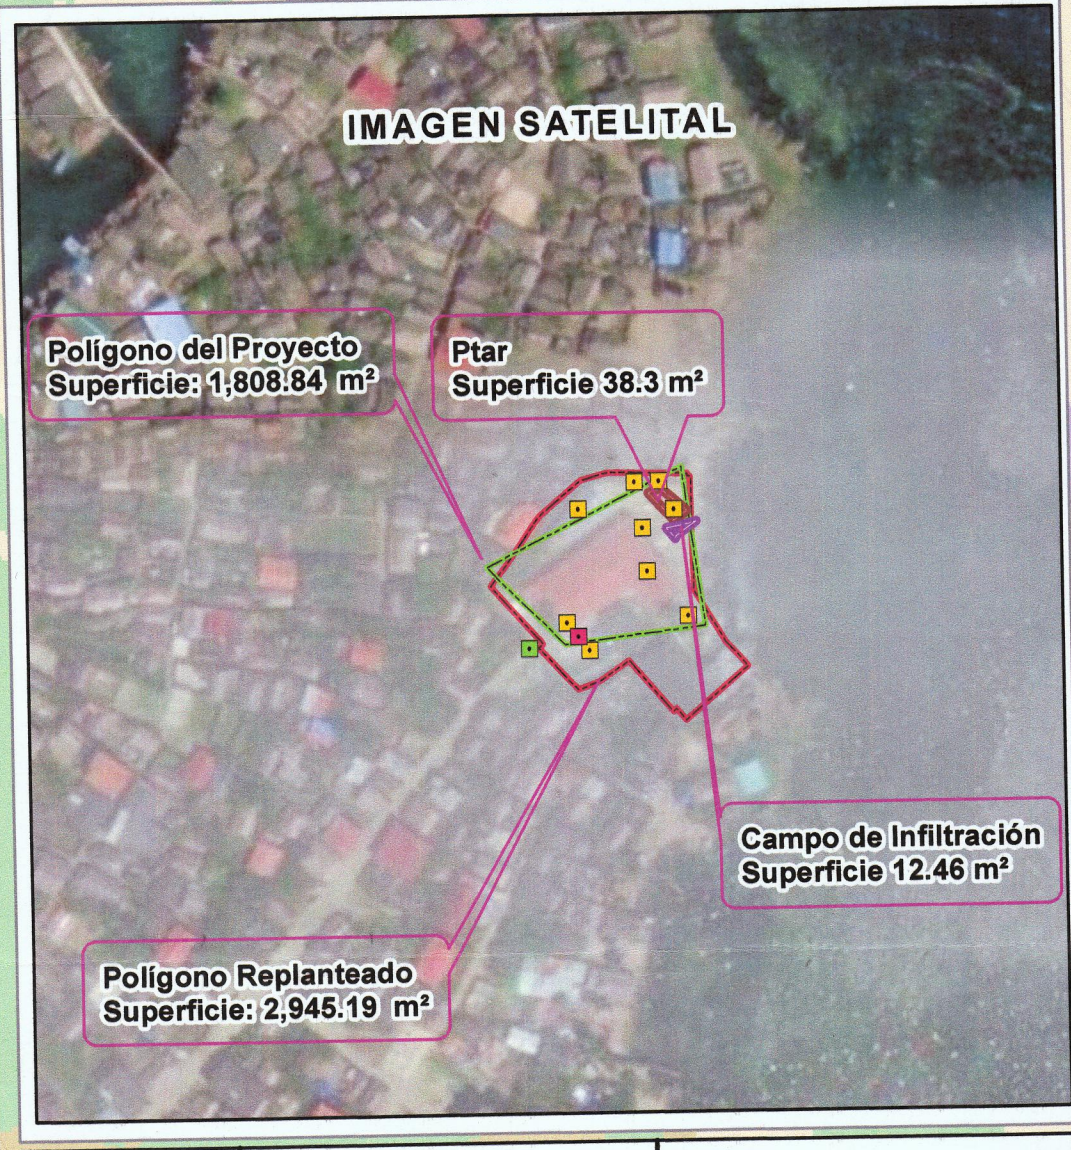 IMAGEN SATELITAL
Polígono del Proyecto
Superficie: 1,808.84 m²
Ptar
Superficie 38.3 m²
Campo de Infiltración
Superficie 12.46 m²
Polígono Replanteado
Superficie: 2,945.19 m²